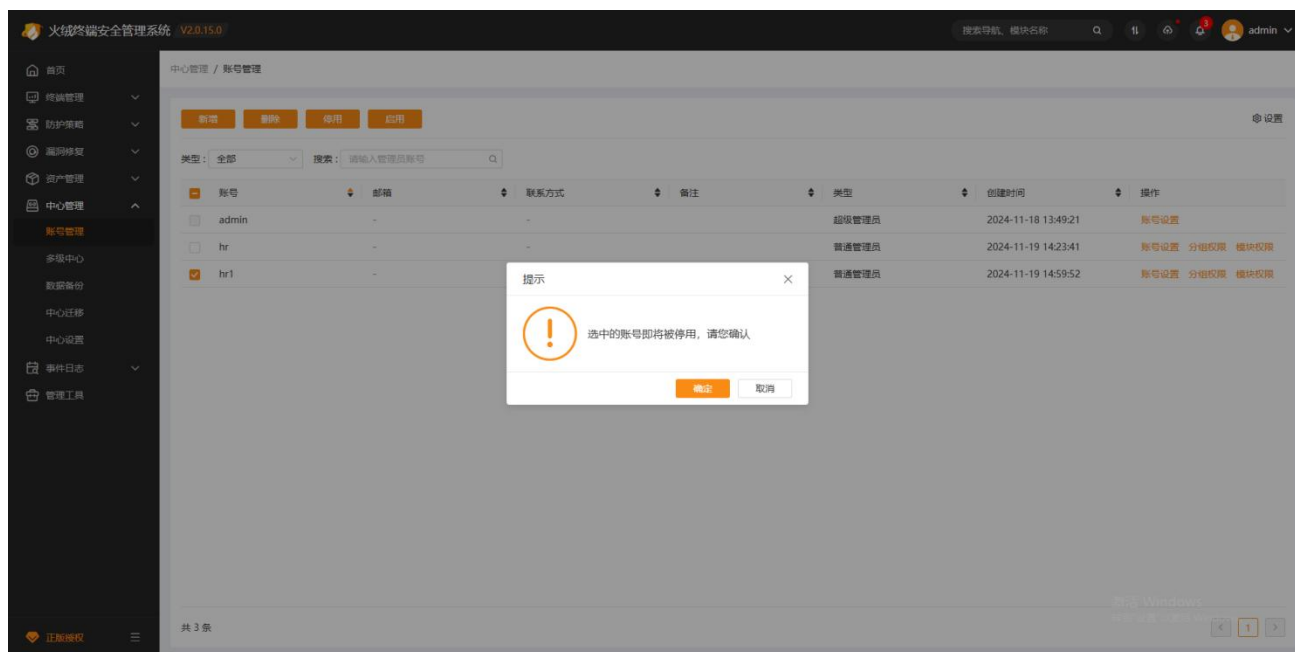 火绒终端安全管理系统 V2.0.15.0
搜索导航、模块名称
3
admin
首页
终端管理
防护策略
漏洞修复
资产管理
中心管理
账号管理
多级中心
数据备份
中心迁移
中心设置
事件日志
管理工具
正版授权
中心管理 / 账号管理
新增 删除 停用 启用
设置
类型： 全部 搜索： 请输入管理员账号
账号 邮箱 联系方式 备注 类型 创建时间 操作
admin - - 超级管理员 2024-11-18 13:49:21 账号设置
hr - - 普通管理员 2024-11-19 14:23:41 账号设置 分组权限 模块权限
hr1 - 普通管理员 2024-11-19 14:59:52 账号设置 分组权限 模块权限
提示
选中的账号即将被停用，请您确认
确定 取消
激活 Windows
共 3 条
1